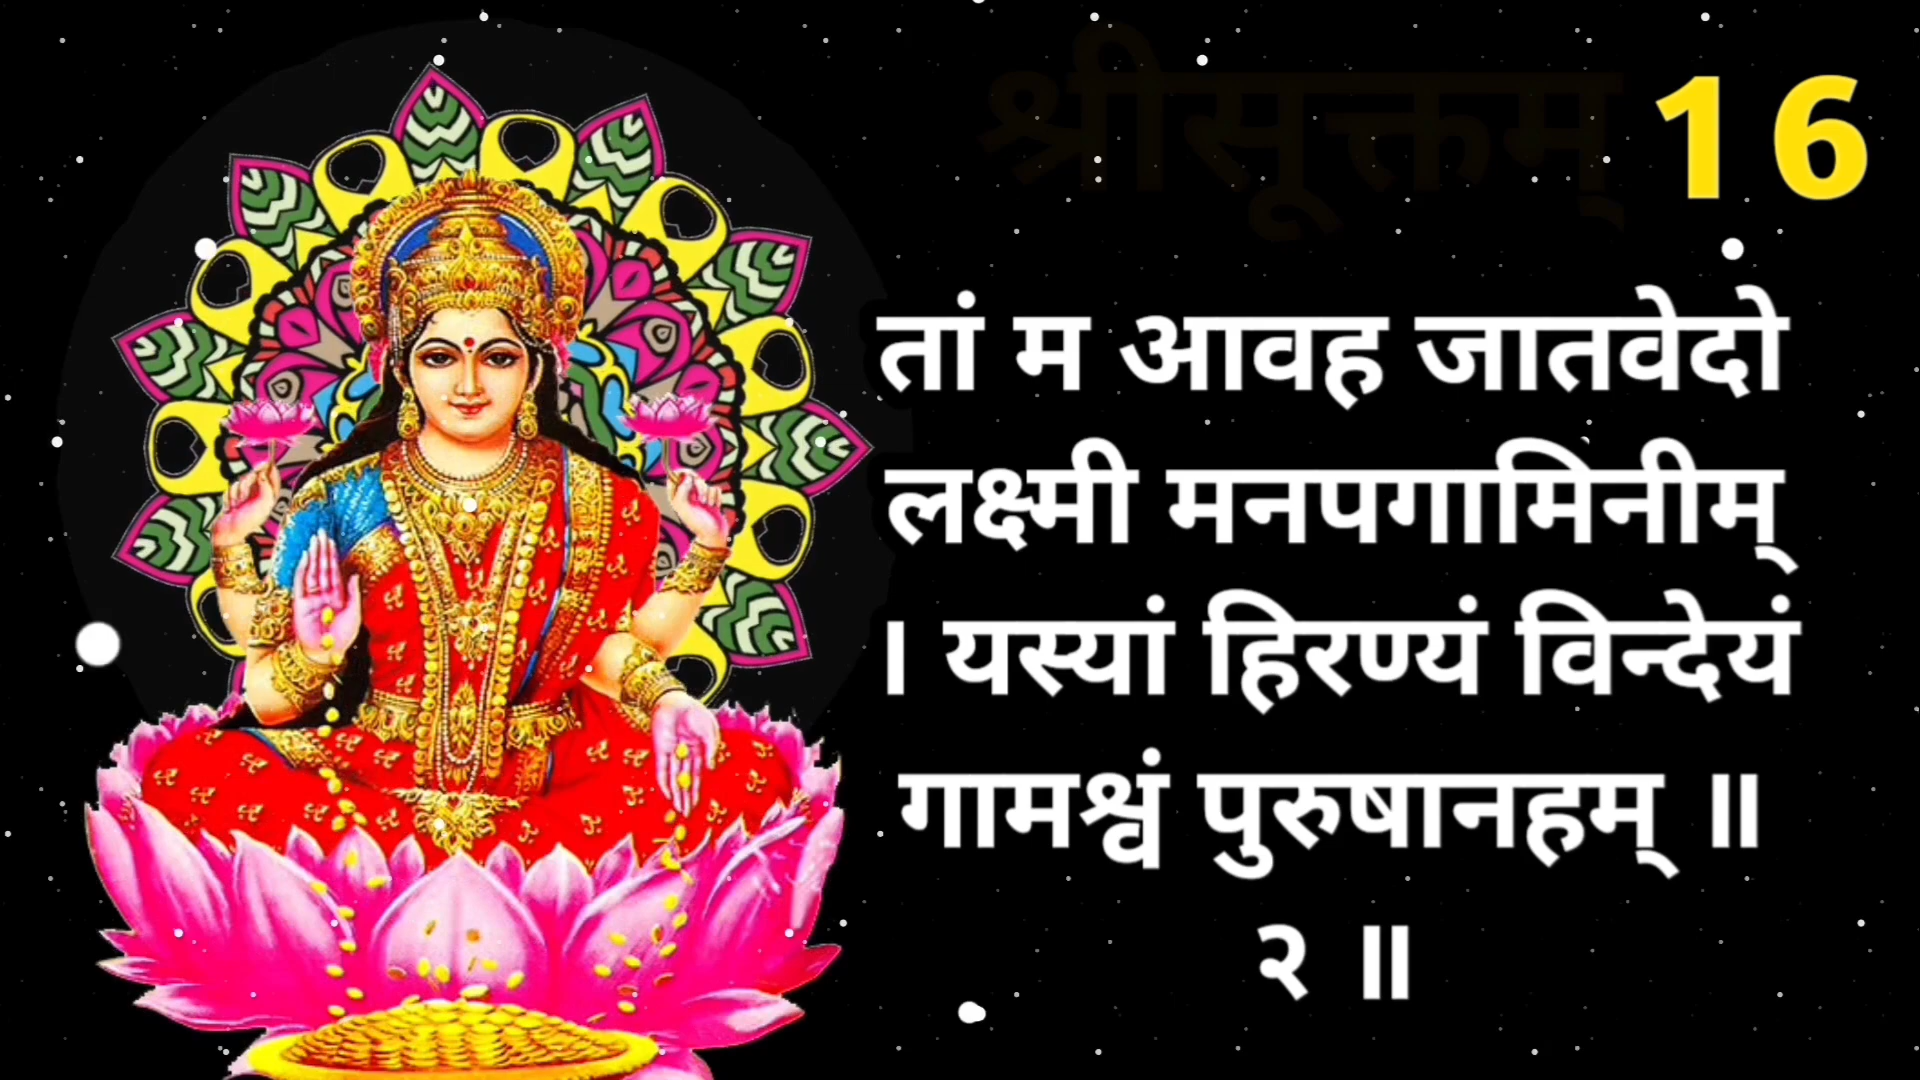 श्रीसूक्तम् 16
तां म आवह जातवेदो
लक्ष्मी मनपगामिनीम्
। यस्यां हिरण्यं विन्देयं
गामश्वं पुरुषानहम् ॥
२ ॥